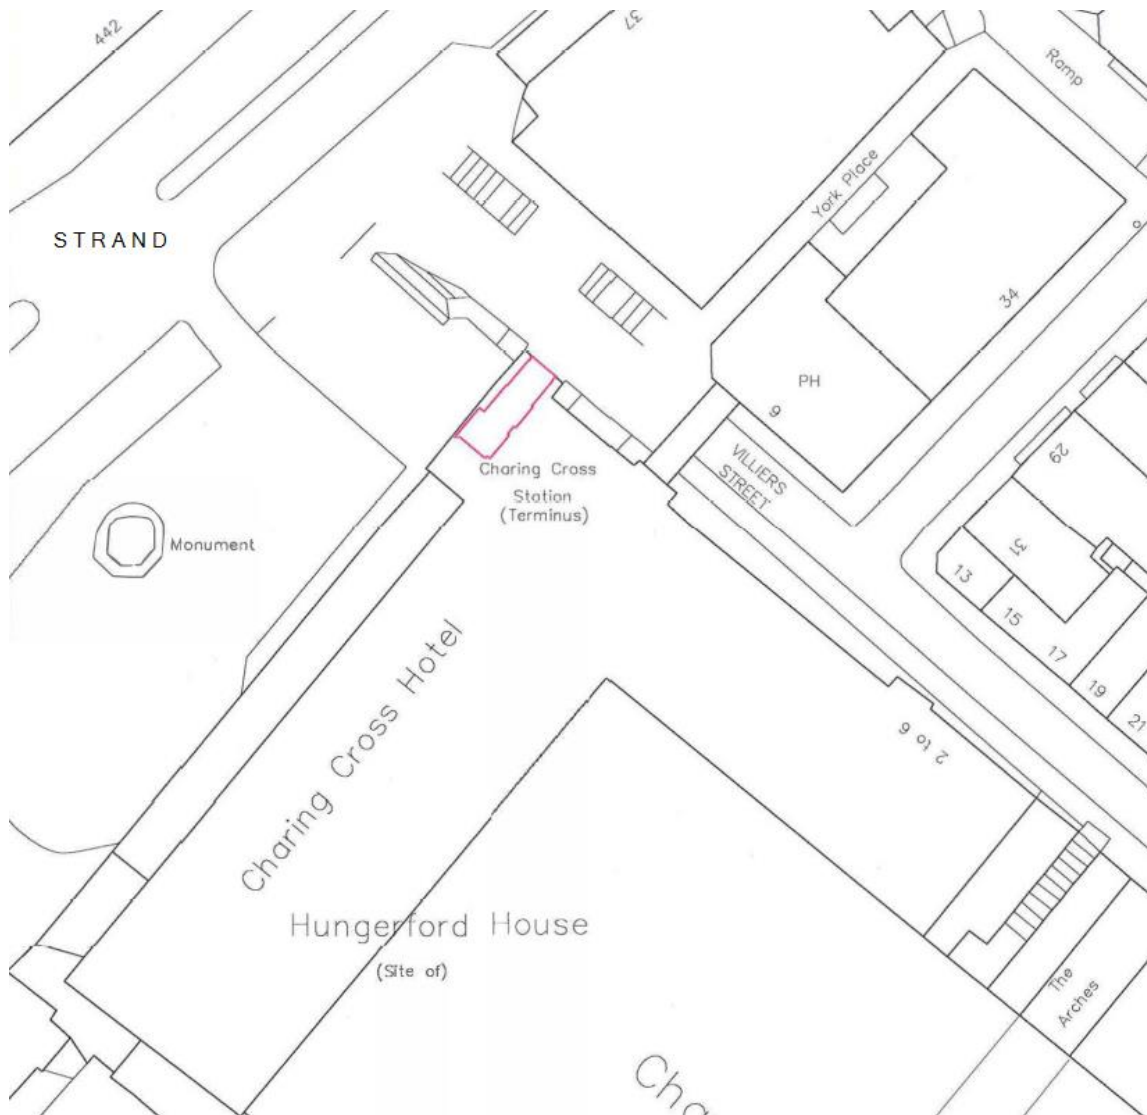 442
37
Ramp
York Place
STRAND
34
PH
9
29
VILLIERS
STREET
Charing Cross
Station
(Terminus)
Monument
31
13
15
17
19
21
Charing Cross Hotel
2 to 6
Hungerford House
(Site of)
The
Arches
Cha